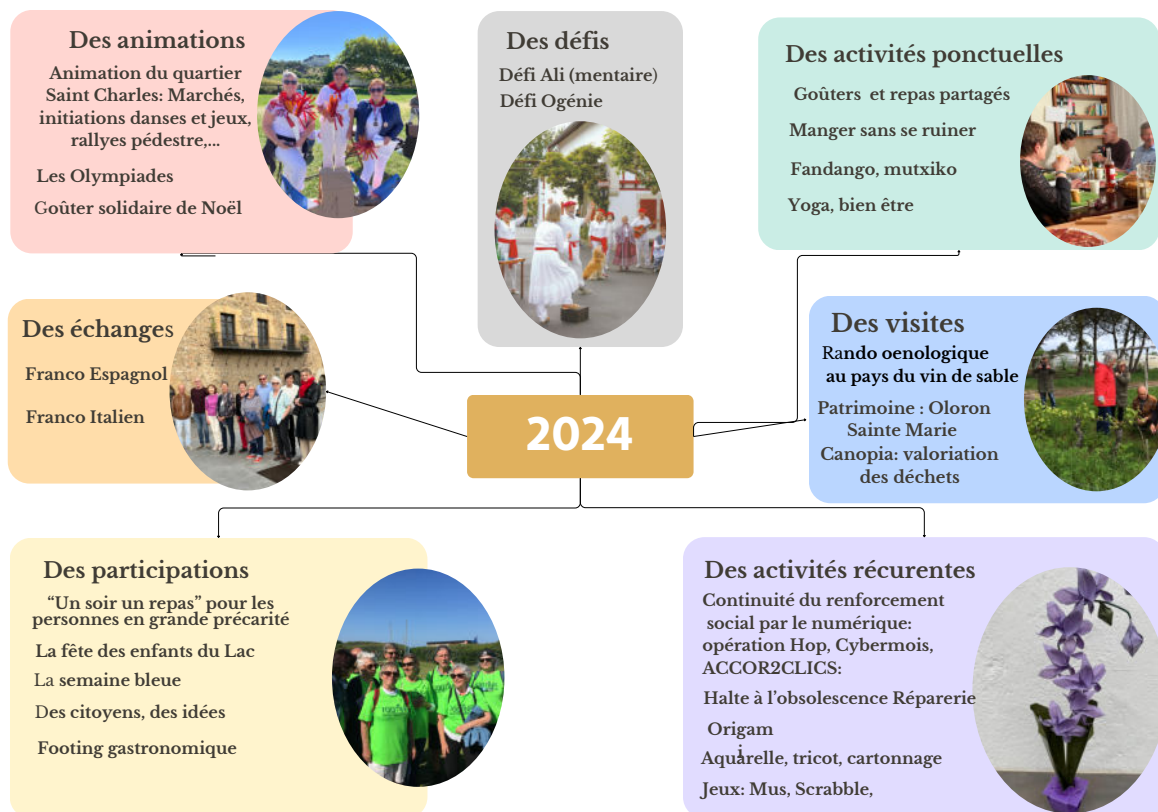 Des animations
Animation du quartier
Saint Charles: Marchés,
initiations danses et jeux,
rallyes pédestre,...
Les Olympiades
Goûter solidaire de Noël
Des défis
Défi Ali (mentaire)
Défi Ogénie
Des activités ponctuelles
Goûters et repas partagés
Manger sans se ruiner
Fandango, mutxiko
Yoga, bien être
Des échanges
Franco Espagnol
Franco Italien
2024
Des visites
Rando oenologique
au pays du vin de sable
Patrimoine : Oloron
Sainte Marie
Canopia: valoriation
des déchets
Des participations
“Un soir un repas” pour les
personnes en grande précarité
La fête des enfants du Lac
La semaine bleue
Des citoyens, des idées
Footing gastronomique
Des activités récurentes
Continuité du renforcement
social par le numérique:
opération Hop, Cybermois,
ACCOR2CLICS:
Halte à l’obsolescence Réparerie
Origam
i
Aquarelle, tricot, cartonnage
Jeux: Mus, Scrabble,